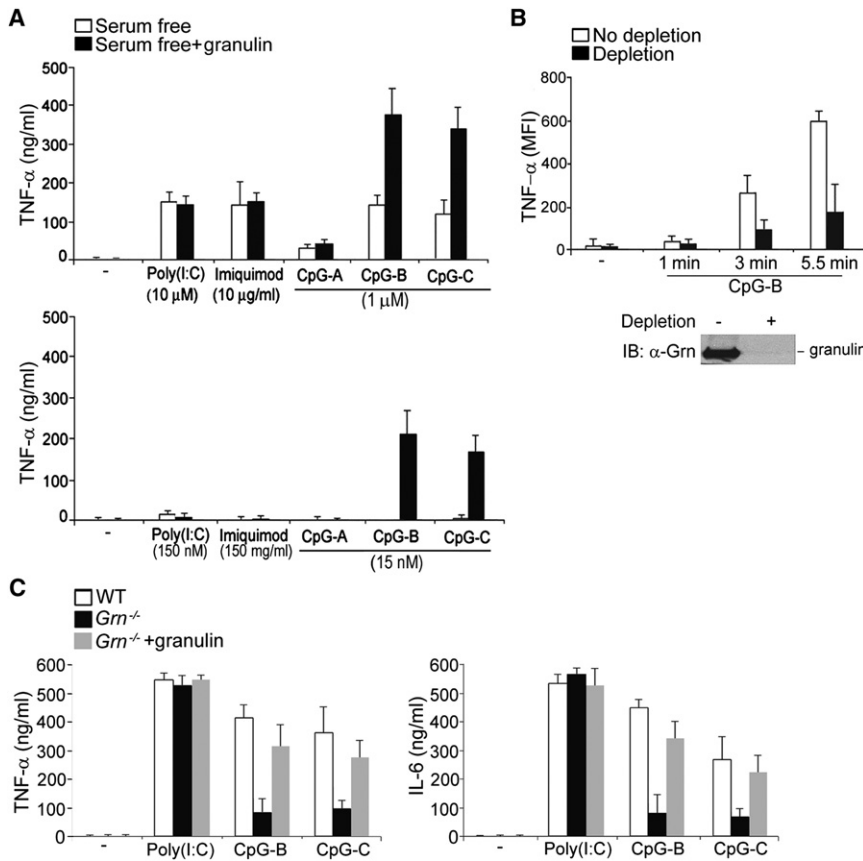 A
Serum free
Serum free+granulin
500
400
300
200
100
0
TNF-α (ng/ml)
-
Poly(I:C)
(10 μM)
Imiquimod
(10 μg/ml)
CpG-A
CpG-B
CpG-C
(1 μM)
500
400
300
200
100
0
TNF-α (ng/ml)
-
Poly(I:C)
(150 nM)
Imiquimod
(150 mg/ml)
CpG-A
CpG-B
CpG-C
(15 nM)
B
No depletion
Depletion
800
600
400
200
0
TNF-α (MFI)
-
1 min
3 min
5.5 min
CpG-B
Depletion - +
IB: α-Grn
– granulin
C
WT
Grn-/-
Grn-/- +granulin
600
500
400
300
200
100
0
TNF-α (ng/ml)
-
Poly(I:C)
CpG-B
CpG-C
600
500
400
300
200
100
0
IL-6 (ng/ml)
-
Poly(I:C)
CpG-B
CpG-C